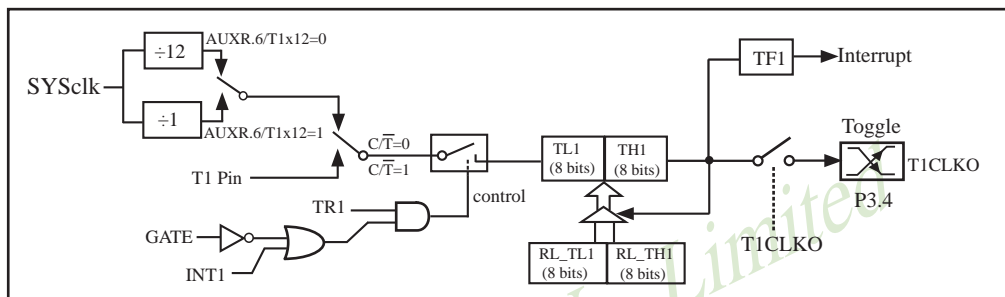 ÷12
AUXR.6/T1x12=0
SYSclk
÷1
AUXR.6/T1x12=1
T1 Pin
C/T̅=0
C/T̅=1
control
TR1
GATE
INT1
TL1
(8 bits)
TH1
(8 bits)
RL_TL1
(8 bits)
RL_TH1
(8 bits)
TF1
Interrupt
Toggle
T1CLKO
P3.4
T1CLKO
Limited